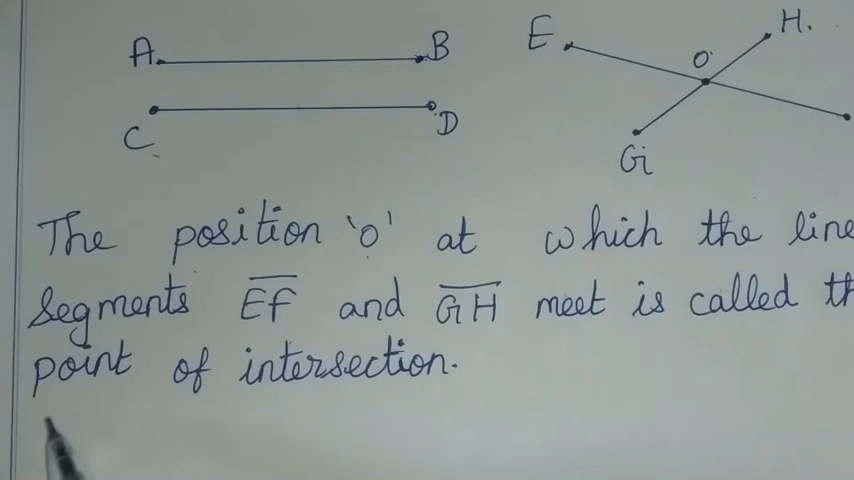 A B
C D
E H.
O
G
The position 'O' at which the line
segments EF and GH meet is called th
point of intersection.